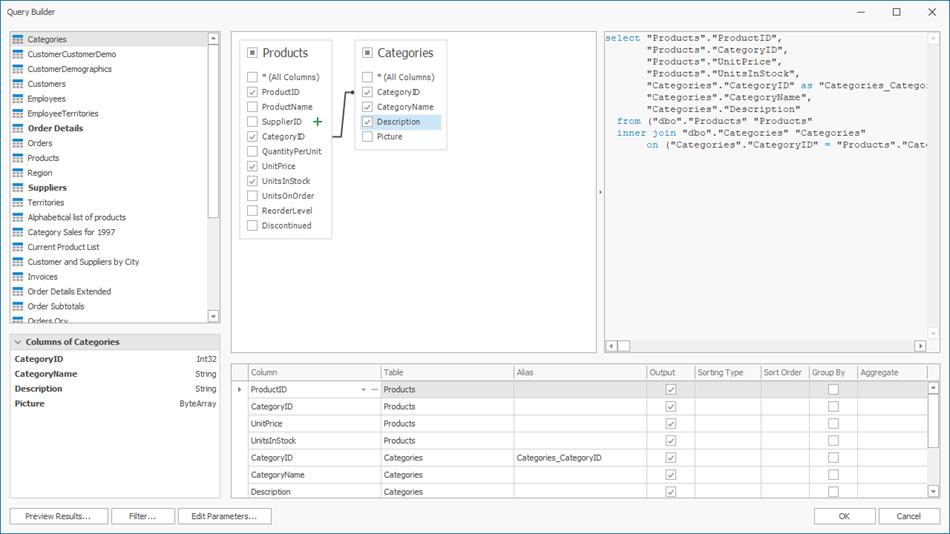 Query Builder
Categories
CustomerCustomerDemo
CustomerDemographics
Customers
Employees
EmployeeTerritories
Order Details
Orders
Products
Region
Suppliers
Territories
Alphabetical list of products
Category Sales for 1997
Current Product List
Customer and Suppliers by City
Invoices
Order Details Extended
Order Subtotals
Orders Qry
Columns of Categories
CategoryID Int32
CategoryName String
Description String
Picture ByteArray
Products
* (All Columns)
ProductID
ProductName
SupplierID
CategoryID
QuantityPerUnit
UnitPrice
UnitsInStock
UnitsOnOrder
ReorderLevel
Discontinued
Categories
* (All Columns)
CategoryID
CategoryName
Description
Picture
select "Products"."ProductID",
"Products"."CategoryID",
"Products"."UnitPrice",
"Products"."UnitsInStock",
"Categories"."CategoryID" as "Categories_Categor
"Categories"."CategoryName",
"Categories"."Description"
from ("dbo"."Products" "Products"
inner join "dbo"."Categories" "Categories"
on ("Categories"."CategoryID" = "Products"."Cate
Column Table Alias Output Sorting Type Sort Order Group By Aggregate
ProductID Products
CategoryID Products
UnitPrice Products
UnitsInStock Products
CategoryID Categories Categories_CategoryID
CategoryName Categories
Description Categories
Preview Results... Filter... Edit Parameters... OK Cancel